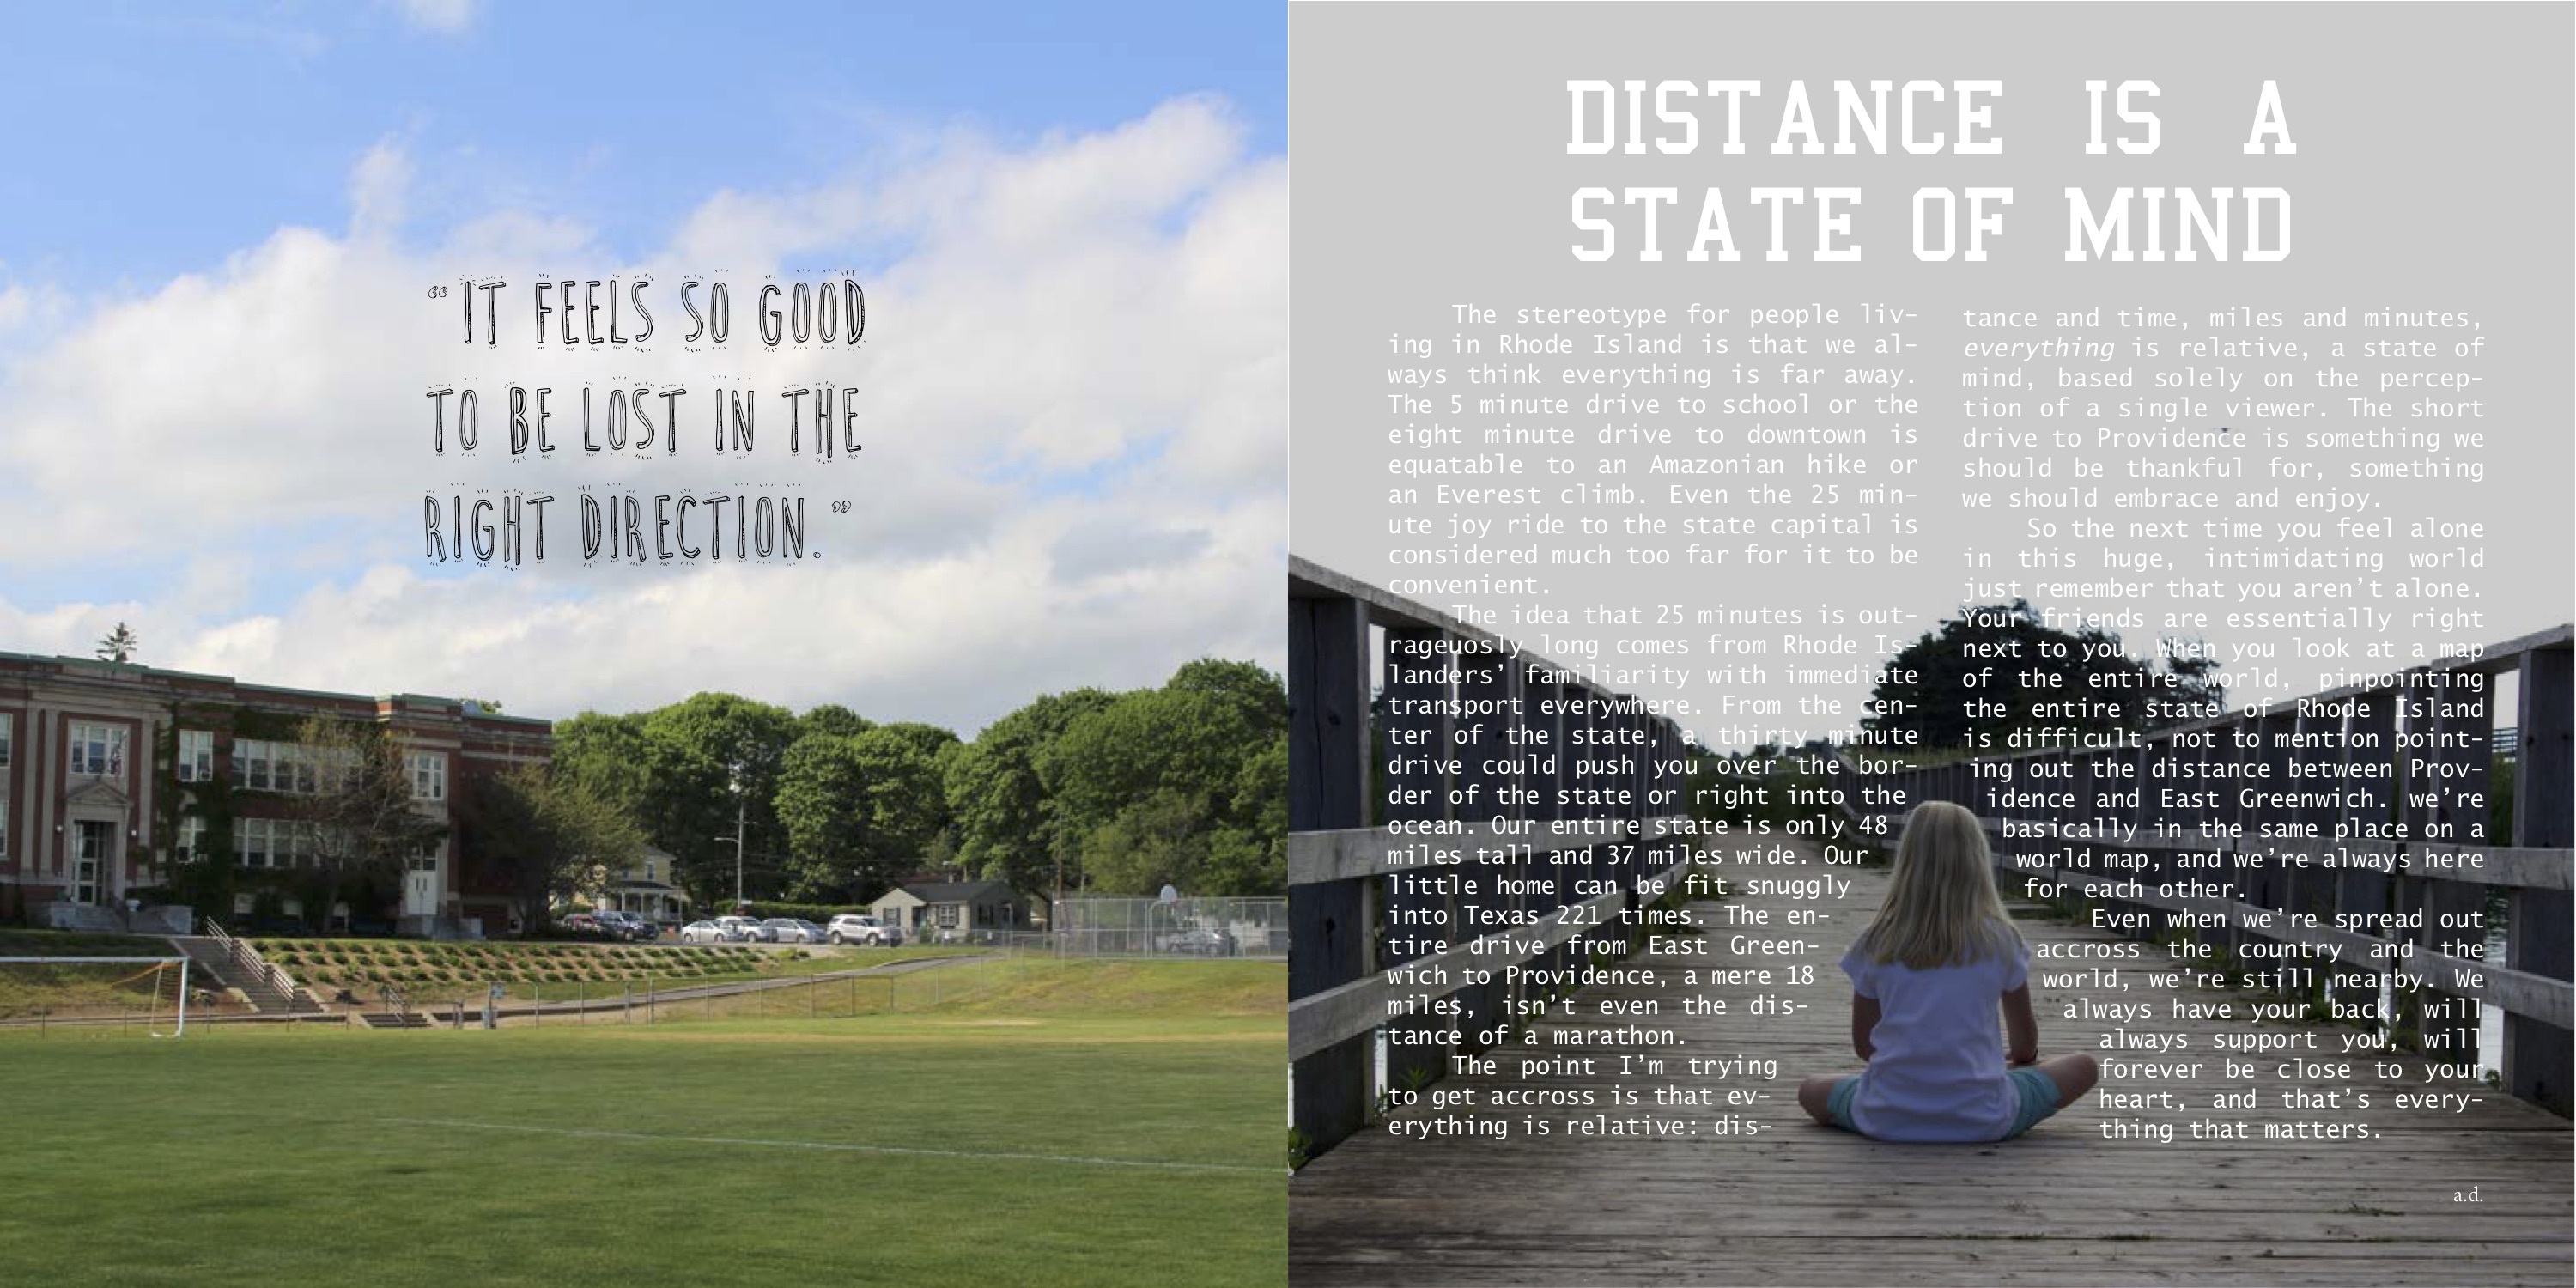 “IT FEELS SO GOOD
TO BE LOST IN THE
RIGHT DIRECTION.”
DISTANCE IS A
STATE OF MIND
The stereotype for people liv-
ing in Rhode Island is that we al-
ways think everything is far away.
The 5 minute drive to school or the
eight minute drive to downtown is
equatable to an Amazonian hike or
an Everest climb. Even the 25 min-
ute joy ride to the state capital is
considered much too far for it to be
convenient.
The idea that 25 minutes is out-
rageuosly long comes from Rhode Is-
landers’ familiarity with immediate
transport everywhere. From the cen-
ter of the state, a thirty minute
drive could push you over the bor-
der of the state or right into the
ocean. Our entire state is only 48
miles tall and 37 miles wide. Our
little home can be fit snuggly
into Texas 221 times. The en-
tire drive from East Green-
wich to Providence, a mere 18
miles, isn’t even the dis-
tance of a marathon.
The point I’m trying
to get accross is that ev-
erything is relative: dis-
tance and time, miles and minutes,
everything is relative, a state of
mind, based solely on the percep-
tion of a single viewer. The short
drive to Providence is something we
should be thankful for, something
we should embrace and enjoy.
So the next time you feel alone
in this huge, intimidating world
just remember that you aren’t alone.
Your friends are essentially right
next to you. When you look at a map
of the entire world, pinpointing
the entire state of Rhode Island
is difficult, not to mention point-
ing out the distance between Prov-
idence and East Greenwich. we’re
basically in the same place on a
world map, and we’re always here
for each other.
Even when we’re spread out
accross the country and the
world, we’re still nearby. We
always have your back, will
always support you, will
forever be close to your
heart, and that’s every-
thing that matters.
a.d.